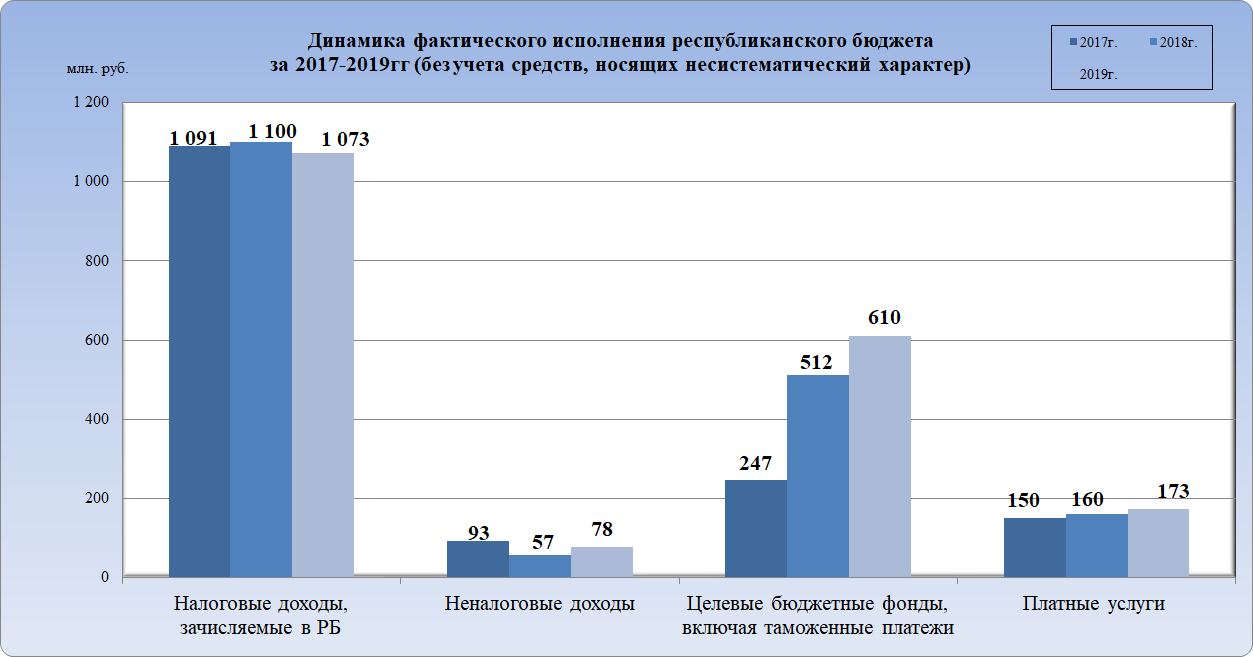 Динамика фактического исполнения республиканского бюджета
за 2017-2019гг (без учета средств, носящих несистематический характер)
млн. руб.
2017г. 2018г.
2019г.
1 200
1 000
800
600
400
200
0
1 091 1 100 1 073
93 57 78
247 512 610
150 160 173
Налоговые доходы,
зачисляемые в РБ
Неналоговые доходы
Целевые бюджетные фонды,
включая таможенные платежи
Платные услуги